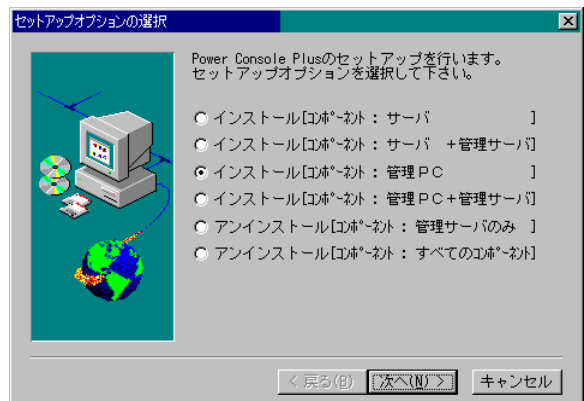 セットアップオプションの選択
Power Console Plusのセットアップを行います。
セットアップオプションを選択して下さい。
インストール[ｺﾝﾎﾟｰﾈﾝﾄ： サーバ ]
インストール[ｺﾝﾎﾟｰﾈﾝﾄ： サーバ ＋管理サーバ]
インストール[ｺﾝﾎﾟｰﾈﾝﾄ： 管理ＰＣ ]
インストール[ｺﾝﾎﾟｰﾈﾝﾄ： 管理ＰＣ＋管理サーバ]
アンインストール[ｺﾝﾎﾟｰﾈﾝﾄ： 管理サーバのみ ]
アンインストール[ｺﾝﾎﾟｰﾈﾝﾄ： すべてのｺﾝﾎﾟｰﾈﾝﾄ]
< 戻る(B) 次へ(N) > キャンセル